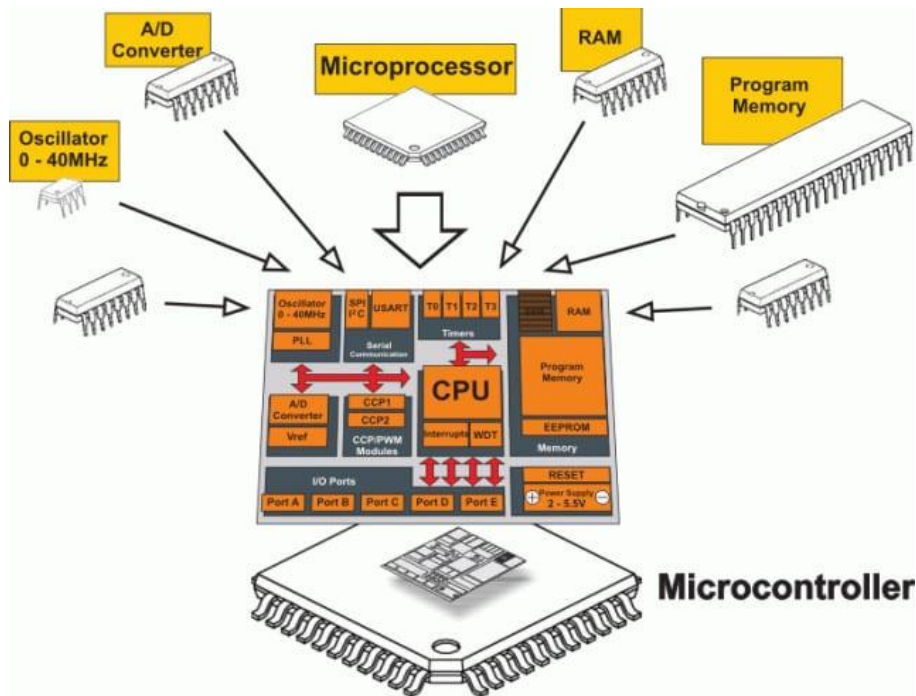 A/D
Converter
Microprocessor
RAM
Program
Memory
Oscillator
0 - 40MHz
Oscillator
0 - 40MHz
PLL
SPI
I²C
USART
Serial
Communication
T0
T1
T2
T3
Timers
RAM
Program
Memory
EEPROM
Memory
A/D
Converter
Vref
CCP1
CCP2
CCP/PWM
Modules
CPU
Interrupts
WDT
I/O Ports
Port A
Port B
Port C
Port D
Port E
RESET
Power Supply
2 - 5.5V
Microcontroller